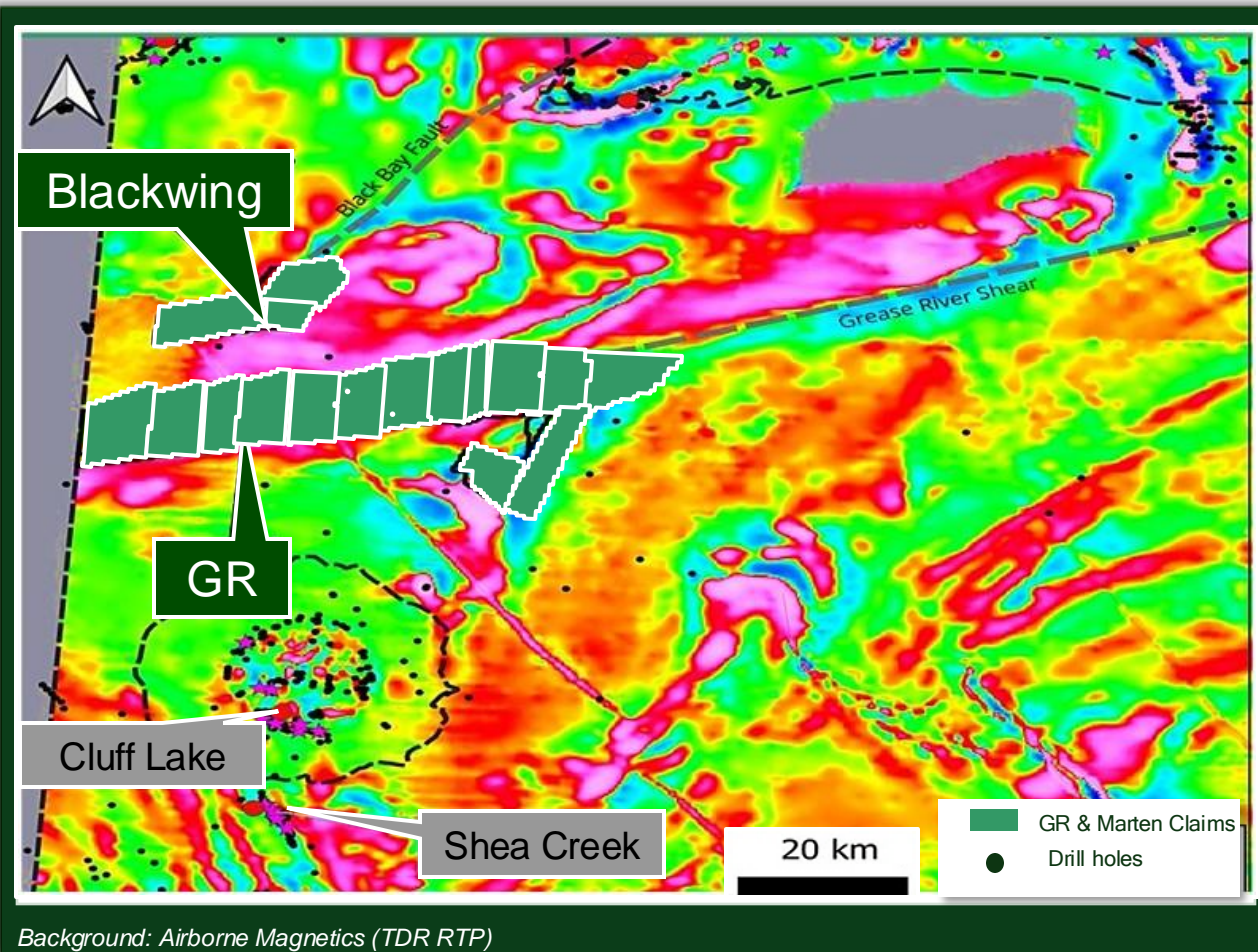 Black Bay Fault
Blackwing
Grease River Shear
GR
Cluff Lake
Shea Creek
20 km
GR & Marten Claims
Drill holes
Background: Airborne Magnetics (TDR RTP)